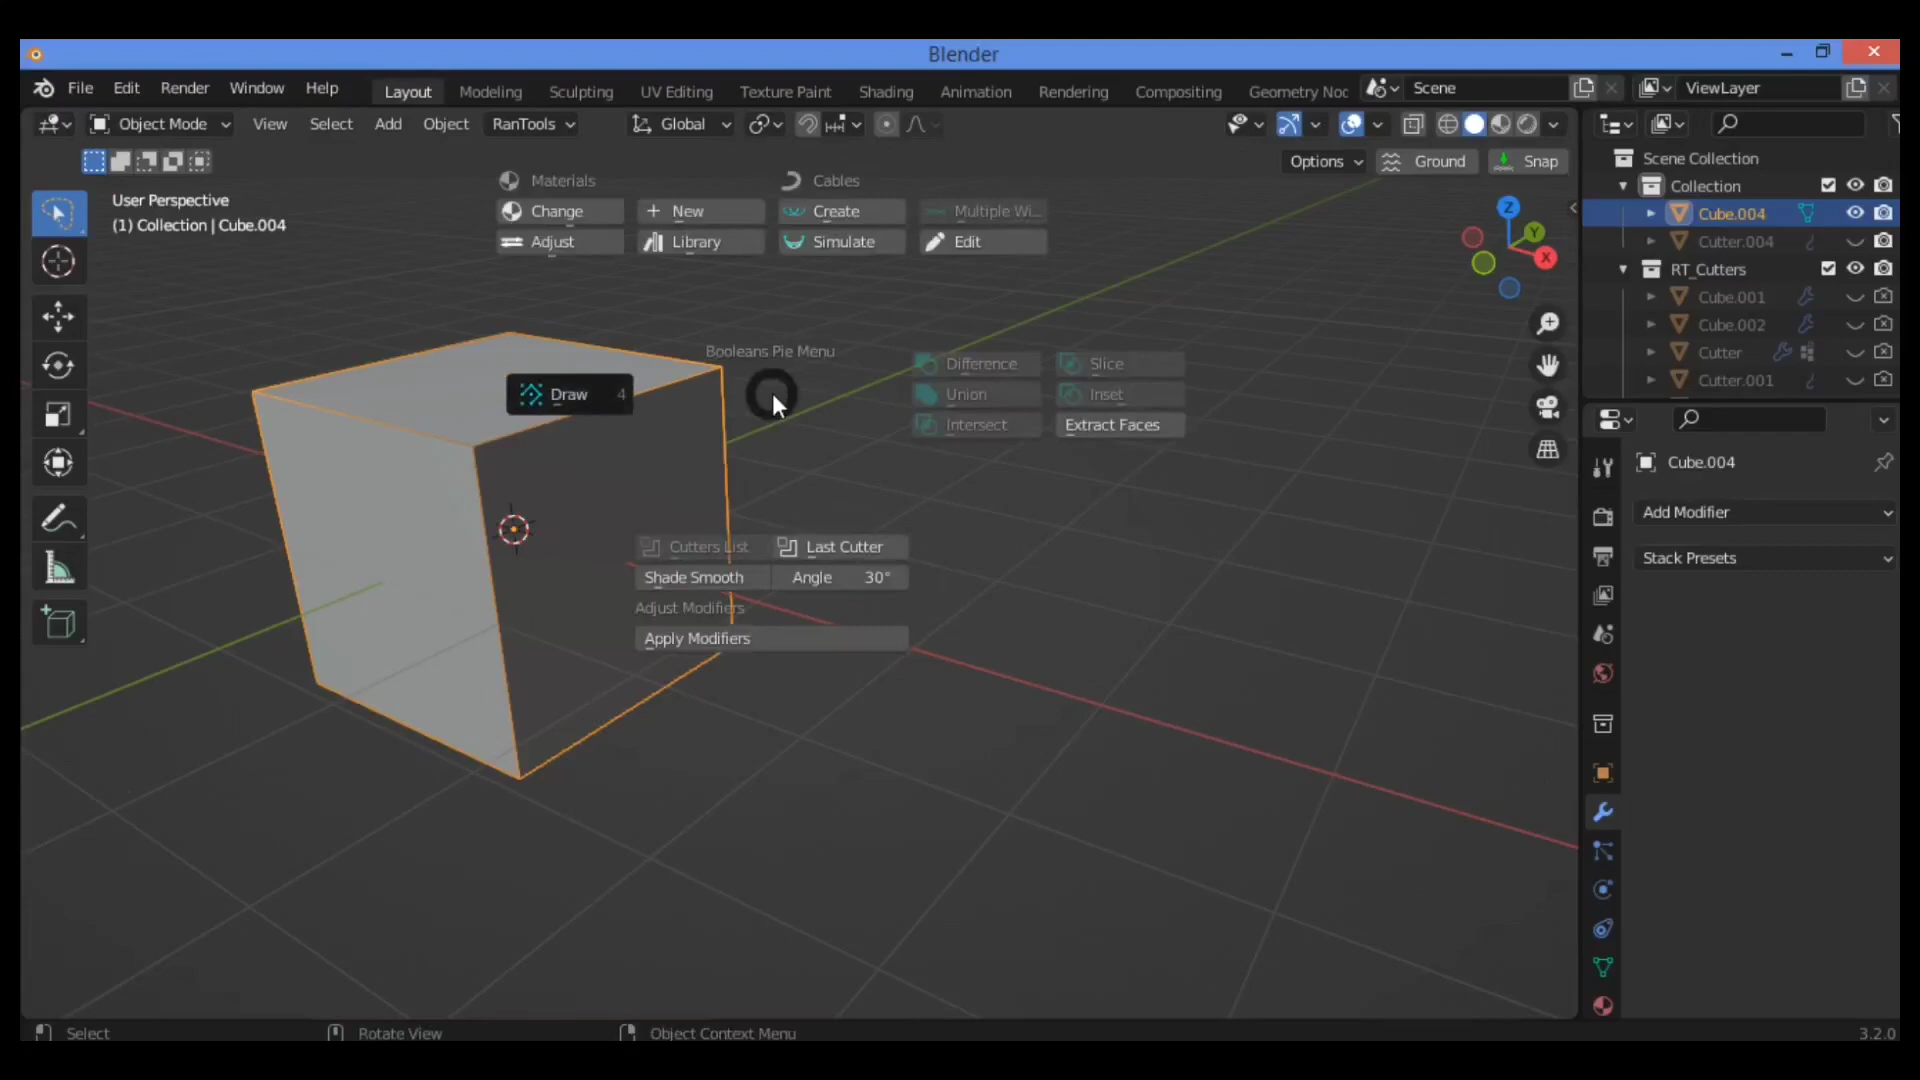 Blender
File Edit Render Window Help Layout Modeling Sculpting UV Editing Texture Paint Shading Animation Rendering Compositing Geometry Noc Scene ViewLayer
Object Mode View Select Add Object RanTools Global
Options Ground Snap
User Perspective
(1) Collection | Cube.004
Materials Cables
Change New Create Multiple Wi...
Adjust Library Simulate Edit
Z
Y
X
Booleans Pie Menu
Draw 4
Difference Slice
Union Inset
Intersect Extract Faces
Cutters List Last Cutter
Shade Smooth Angle 30°
Adjust Modifiers
Apply Modifiers
Scene Collection
Collection
Cube.004
Cutter.004
RT_Cutters
Cube.001
Cube.002
Cutter
Cutter.001
Cube.004
Add Modifier
Stack Presets
Select Rotate View Object Context Menu 3.2.0